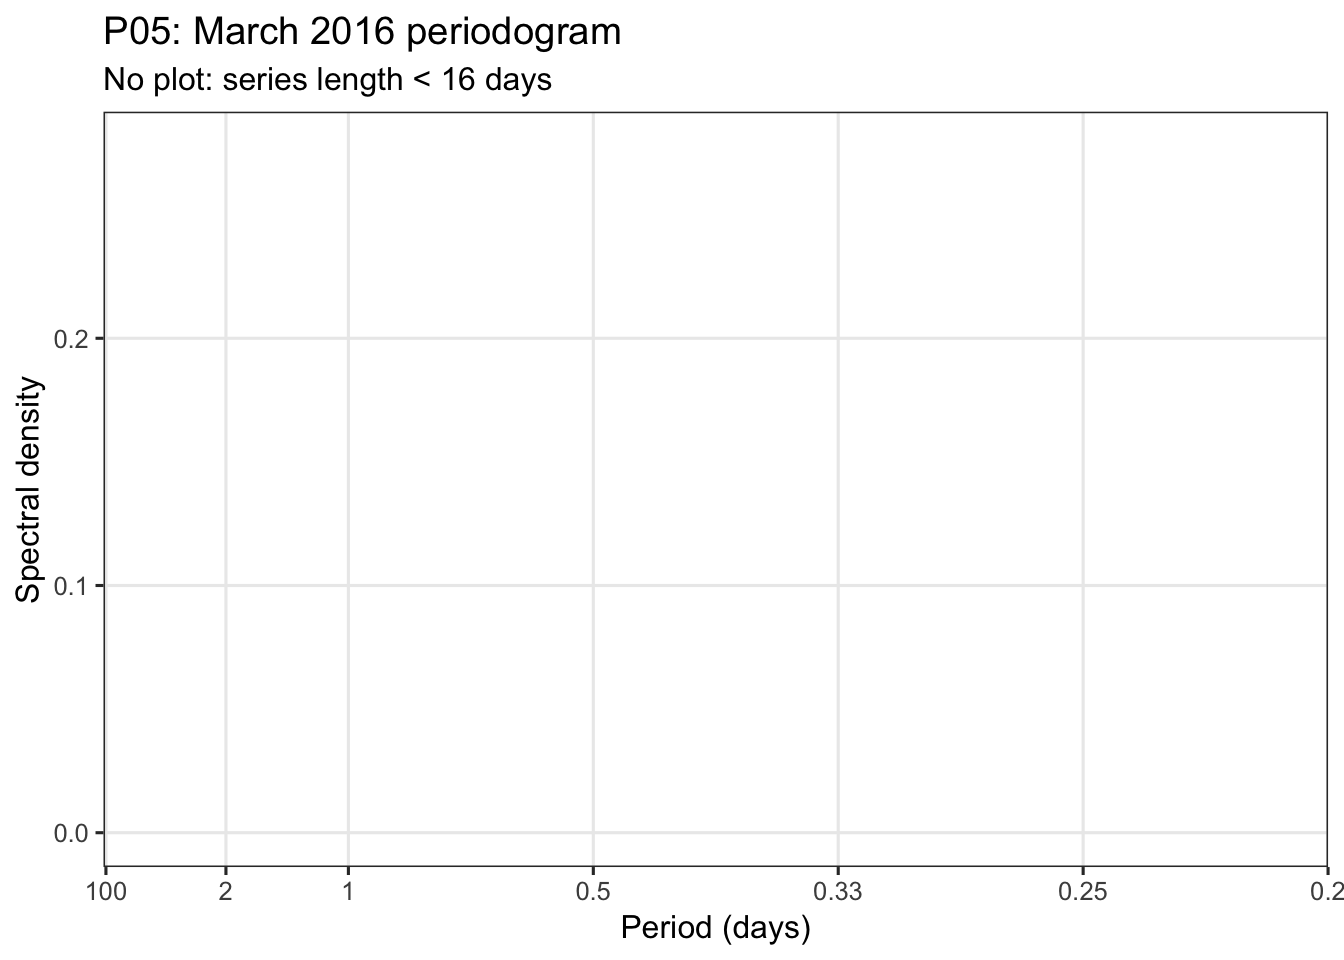 P05: March 2016 periodogram
No plot: series length < 16 days
Spectral density
0.2
0.1
0.0
100 2 1 0.5 0.33 0.25 0.2
Period (days)